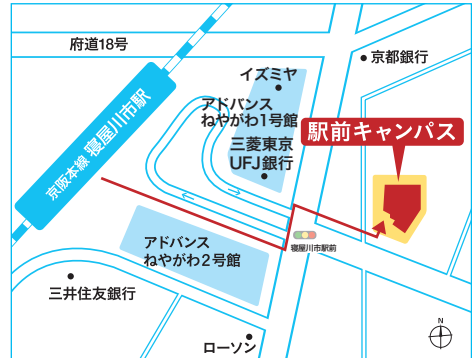 府道18号
京都銀行
イズミヤ
アドバンス
ねやがわ1号館
三菱東京
UFJ銀行
駅前キャンパス
京阪本線 寝屋川市駅
寝屋川市駅前
アドバンス
ねやがわ2号館
三井住友銀行
ローソン
N